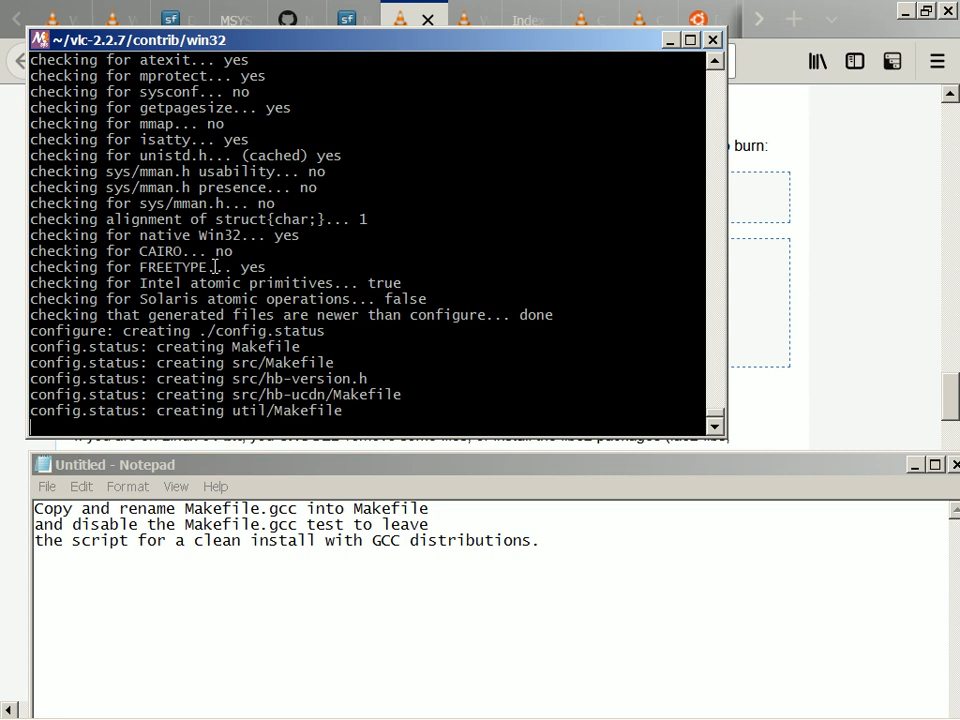 MSYS
Index
~/vlc-2.2.7/contrib/win32
checking for atexit... yes
checking for mprotect... yes
checking for sysconf... no
checking for getpagesize... yes
checking for mmap... no
checking for isatty... yes
checking for unistd.h... (cached) yes
checking sys/mman.h usability... no
checking sys/mman.h presence... no
checking for sys/mman.h... no
checking alignment of struct{char;}... 1
checking for native Win32... yes
checking for CAIRO... no
checking for FREETYPE... yes
checking for Intel atomic primitives... true
checking for Solaris atomic operations... false
checking that generated files are newer than configure... done
configure: creating ./config.status
config.status: creating Makefile
config.status: creating src/Makefile
config.status: creating src/hb-version.h
config.status: creating src/hb-ucdn/Makefile
config.status: creating util/Makefile
burn:
Untitled - Notepad
File Edit Format View Help
Copy and rename Makefile.gcc into Makefile
and disable the Makefile.gcc test to leave
the script for a clean install with GCC distributions.